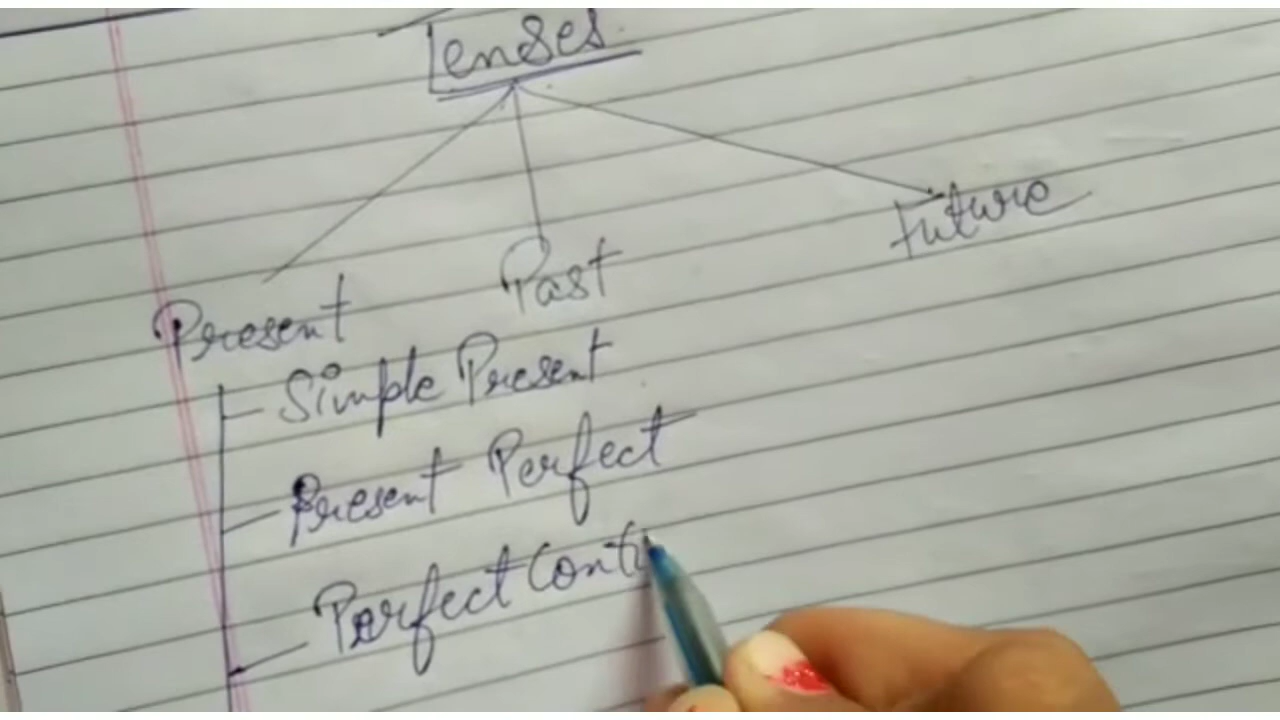 Tenses
Future
Past
Present
Simple Present
Present Perfect
Perfect Conti